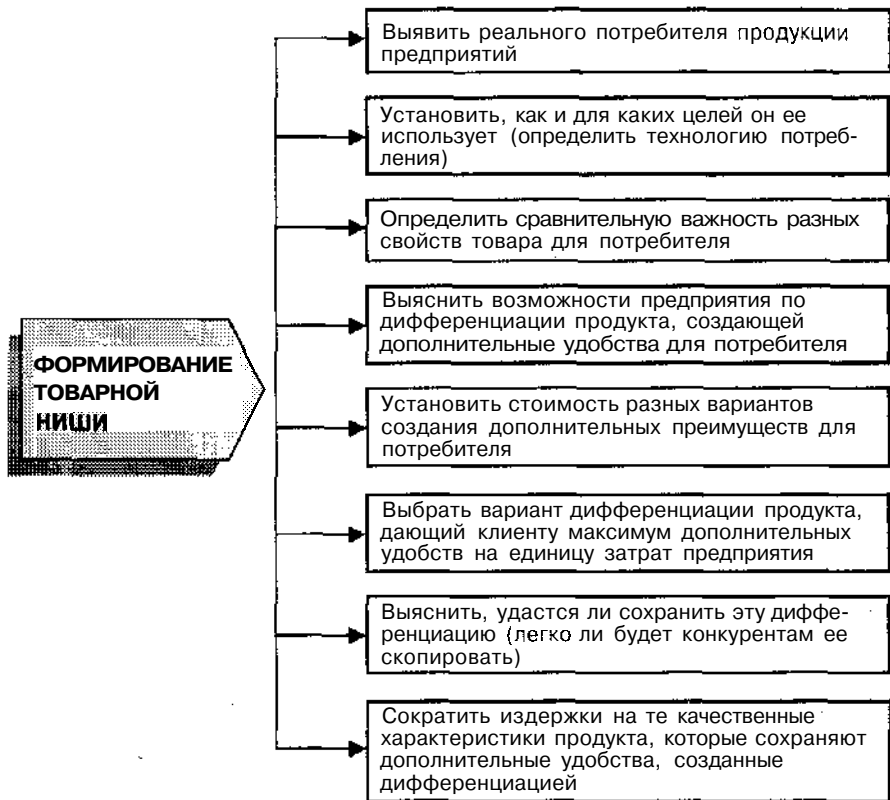 Выявить реального потребителя продукции
предприятий
Установить, как и для каких целей он ее
использует (определить технологию потреб-
ления)
Определить сравнительную важность разных
свойств товара для потребителя
Выяснить возможности предприятия по
дифференциации продукта, создающей
дополнительные удобства для потребителя
ФОРМИРОВАНИЕ
ТОВАРНОЙ
НИШИ
Установить стоимость разных вариантов
создания дополнительных преимуществ для
потребителя
Выбрать вариант дифференциации продукта,
дающий клиенту максимум дополнительных
удобств на единицу затрат предприятия
Выяснить, удастся ли сохранить эту диффе-
ренциацию (легко ли будет конкурентам ее
скопировать)
Сократить издержки на те качественные
характеристики продукта, которые сохраняют
дополнительные удобства, созданные
дифференциацией